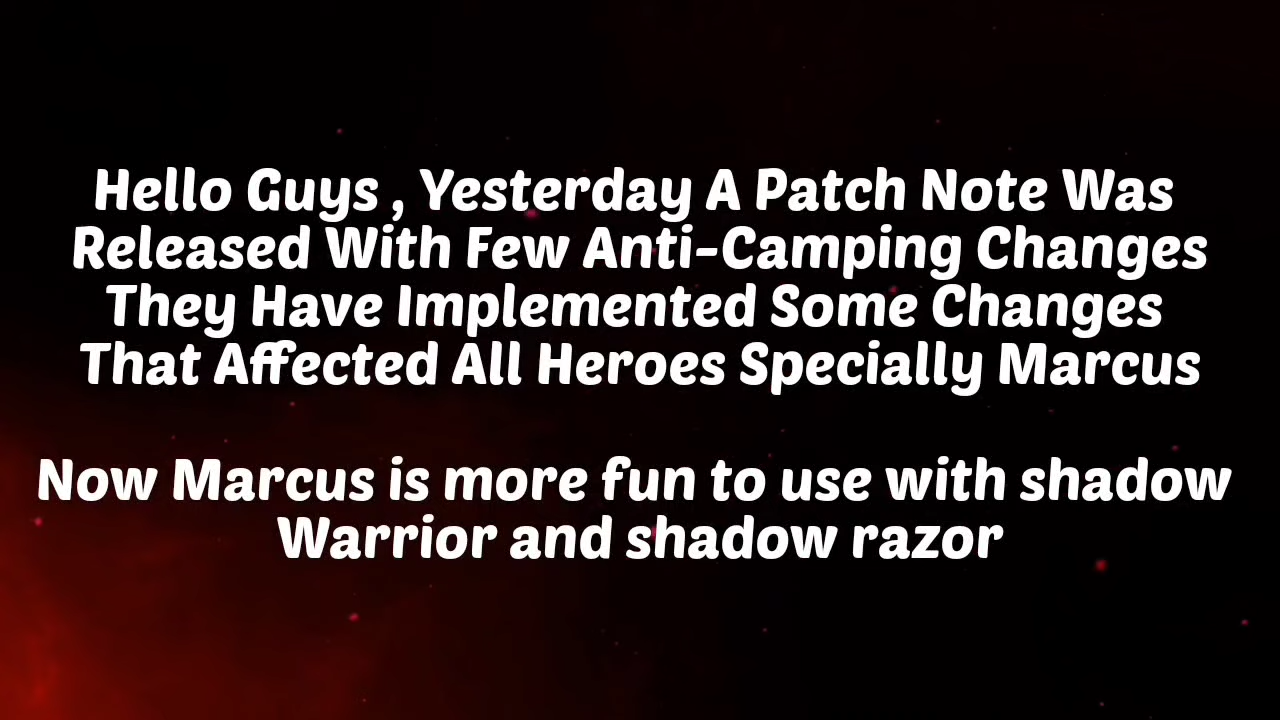 Hello Guys , Yesterday A Patch Note Was
Released With Few Anti-Camping Changes
They Have Implemented Some Changes
That Affected All Heroes Specially Marcus
Now Marcus is more fun to use with shadow
Warrior and shadow razor